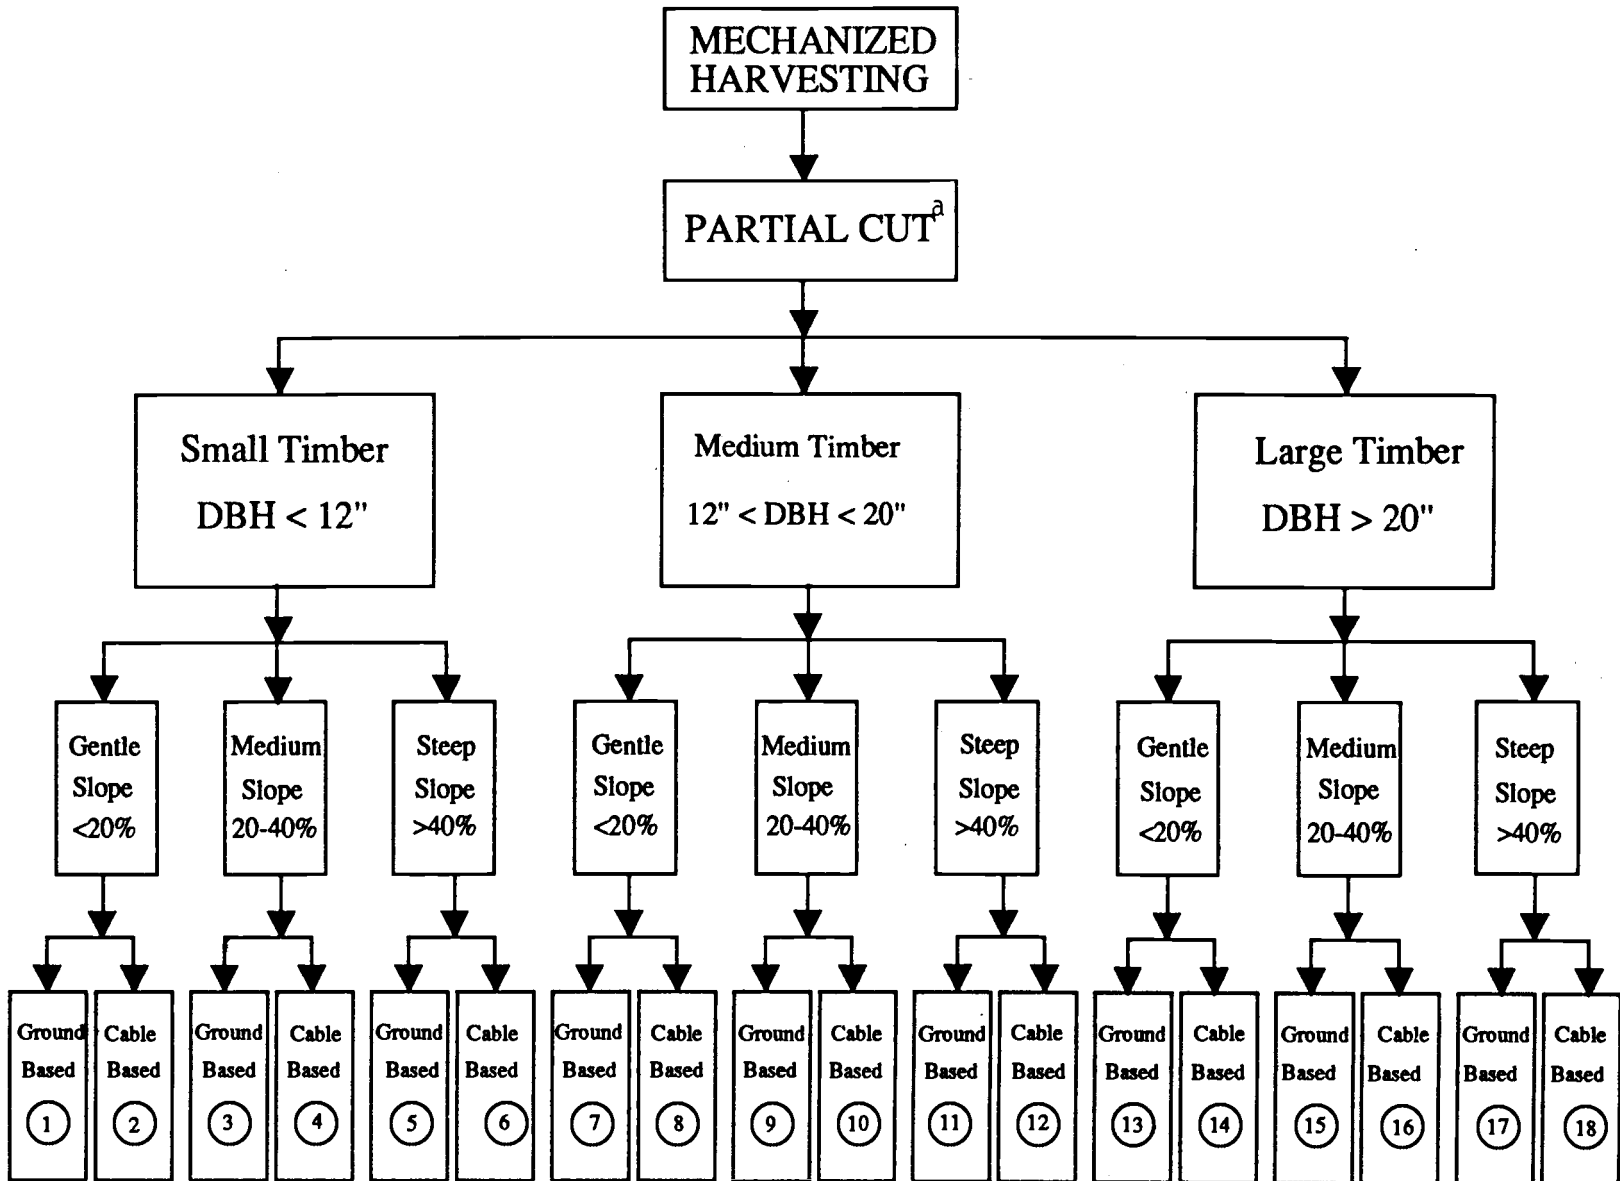 MECHANIZED
HARVESTING
PARTIAL CUTᵃ
Small Timber
DBH < 12"
Medium Timber
12" < DBH < 20"
Large Timber
DBH > 20"
Gentle
Slope
<20%
Medium
Slope
20-40%
Steep
Slope
>40%
Gentle
Slope
<20%
Medium
Slope
20-40%
Steep
Slope
>40%
Gentle
Slope
<20%
Medium
Slope
20-40%
Steep
Slope
>40%
Ground
Based
1
Cable
Based
2
Ground
Based
3
Cable
Based
4
Ground
Based
5
Cable
Based
6
Ground
Based
7
Cable
Based
8
Ground
Based
9
Cable
Based
10
Ground
Based
11
Cable
Based
12
Ground
Based
13
Cable
Based
14
Ground
Based
15
Cable
Based
16
Ground
Based
17
Cable
Based
18